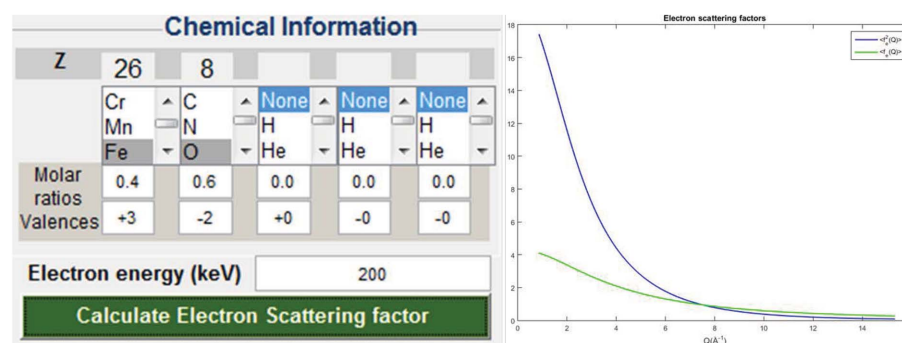 Chemical Information
Z 26 8
Cr C None None None
Mn N H H H
Fe O He He He
Molar ratios 0.4 0.6 0.0 0.0 0.0
Valences +3 -2 +0 -0 -0
Electron energy (keV) 200
Calculate Electron Scattering factor
Electron scattering factors
<f²ₑ(Q)>
<fₑ(Q)>
18
16
14
12
10
8
6
4
2
0
0 2 4 6 8 10 12 14
Q(Å⁻¹)